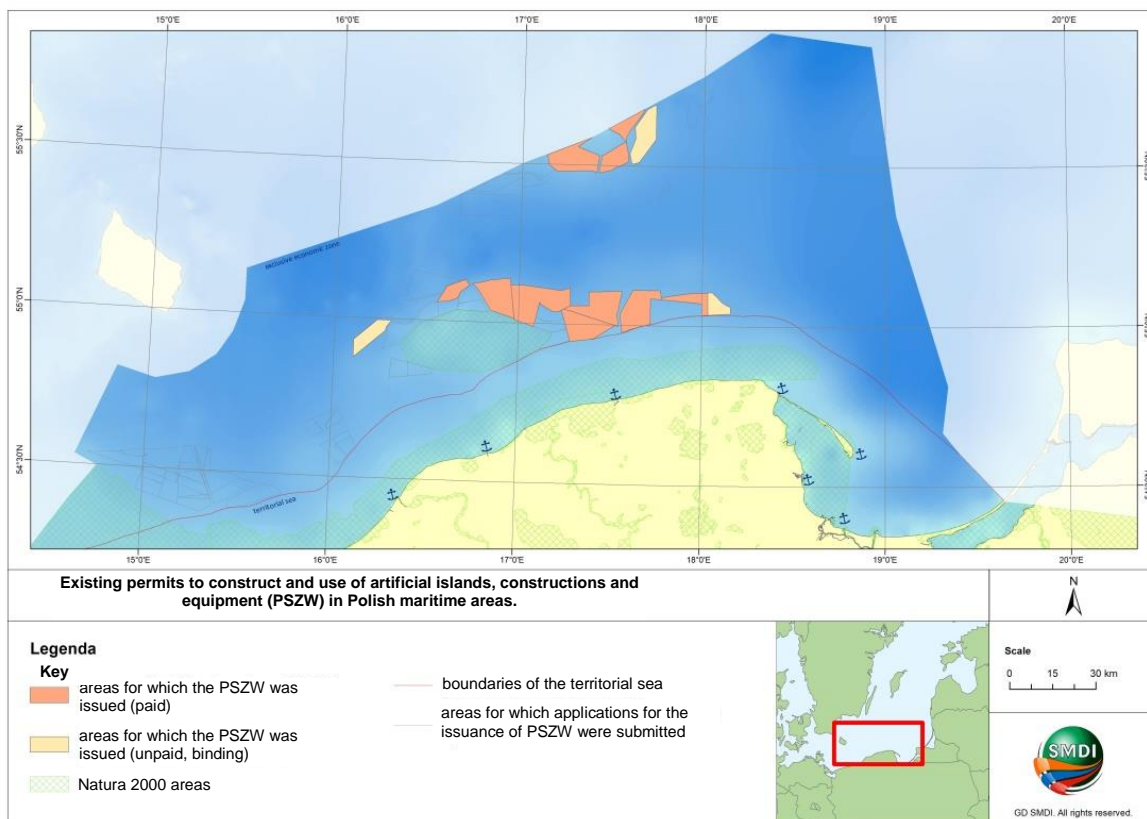 15°0'E 16°0'E 17°0'E 18°0'E 19°0'E 20°0'E
55°30'N
exclusive economic zone
55°0'N
54°30'N
territorial sea
15°0'E 16°0'E 17°0'E 18°0'E 19°0'E 20°0'E
Existing permits to construct and use of artificial islands, constructions and
equipment (PSZW) in Polish maritime areas.
N
Legenda
Key
areas for which the PSZW was
issued (paid)
areas for which the PSZW was
issued (unpaid, binding)
Natura 2000 areas
boundaries of the territorial sea
areas for which applications for the
issuance of PSZW were submitted
Scale
0 15 30 km
SMDI
GD SMDI. All rights reserved.